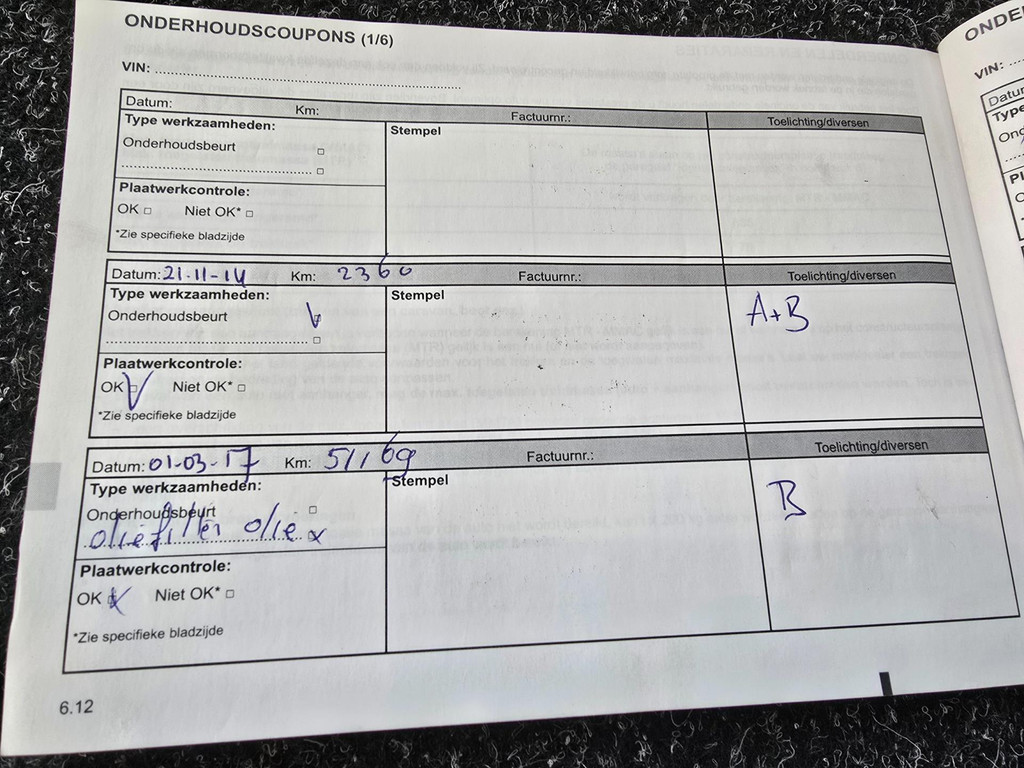 ONDERHOUDSCOUPONS (1/6)
VIN:
Datum: Km: Factuurnr.: Toelichting/diversen
Type werkzaamheden: Stempel
Onderhoudsbeurt □
□
Plaatwerkcontrole:
OK □ Niet OK* □
*Zie specifieke bladzijde
Datum: 21-11-14 Km: 2360 Factuurnr.: Toelichting/diversen
Type werkzaamheden: Stempel A+B
Onderhoudsbeurt
□
Plaatwerkcontrole:
OK Niet OK* □
*Zie specifieke bladzijde
Datum: 01-03-17 Km: 51169 Factuurnr.: Toelichting/diversen
Type werkzaamheden: Stempel B
Onderhoudsbeurt □
oliefilter olie x
Plaatwerkcontrole:
OK x Niet OK* □
*Zie specifieke bladzijde
6.12
ONDE
VIN:
Datu
Type